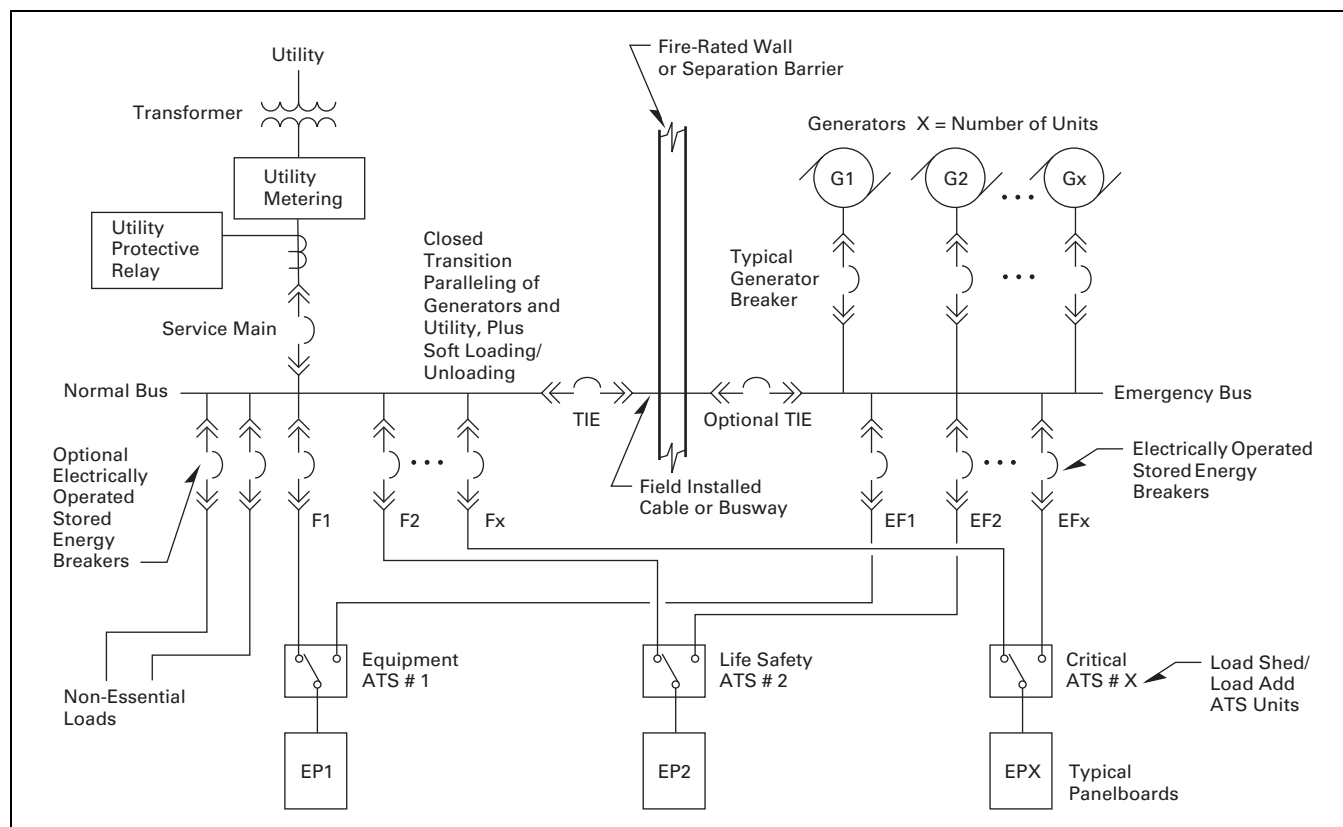 Utility
Transformer
Utility
Metering
Utility
Protective
Relay
Service Main
Closed
Transition
Paralleling of
Generators and
Utility, Plus
Soft Loading/
Unloading
Fire-Rated Wall
or Separation Barrier
Generators X = Number of Units
G1
G2
• • •
Gx
Typical
Generator
Breaker
• • •
Normal Bus
TIE
Optional TIE
Emergency Bus
Optional
Electrically
Operated
Stored
Energy
Breakers
• • •
F1
F2
Fx
Field Installed
Cable or Busway
• • •
EF1
EF2
EFx
Electrically Operated
Stored Energy
Breakers
Non-Essential
Loads
Equipment
ATS # 1
Life Safety
ATS # 2
Critical
ATS # X
Load Shed/
Load Add
ATS Units
EP1
EP2
EPX
Typical
Panelboards